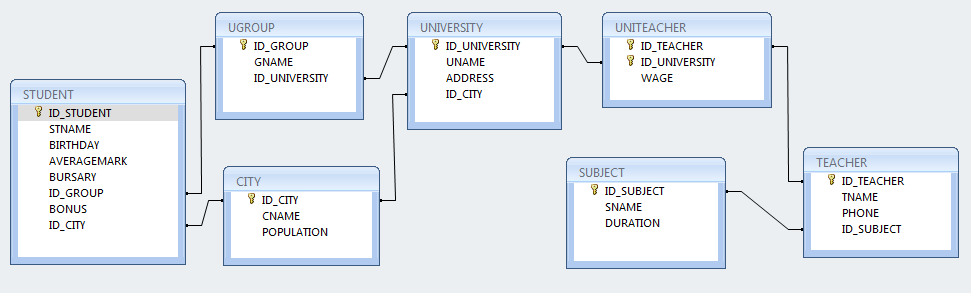 STUDENT
ID_STUDENT
STNAME
BIRTHDAY
AVERAGEMARK
BURSARY
ID_GROUP
BONUS
ID_CITY
UGROUP
ID_GROUP
GNAME
ID_UNIVERSITY
CITY
ID_CITY
CNAME
POPULATION
UNIVERSITY
ID_UNIVERSITY
UNAME
ADDRESS
ID_CITY
UNITEACHER
ID_TEACHER
ID_UNIVERSITY
WAGE
SUBJECT
ID_SUBJECT
SNAME
DURATION
TEACHER
ID_TEACHER
TNAME
PHONE
ID_SUBJECT